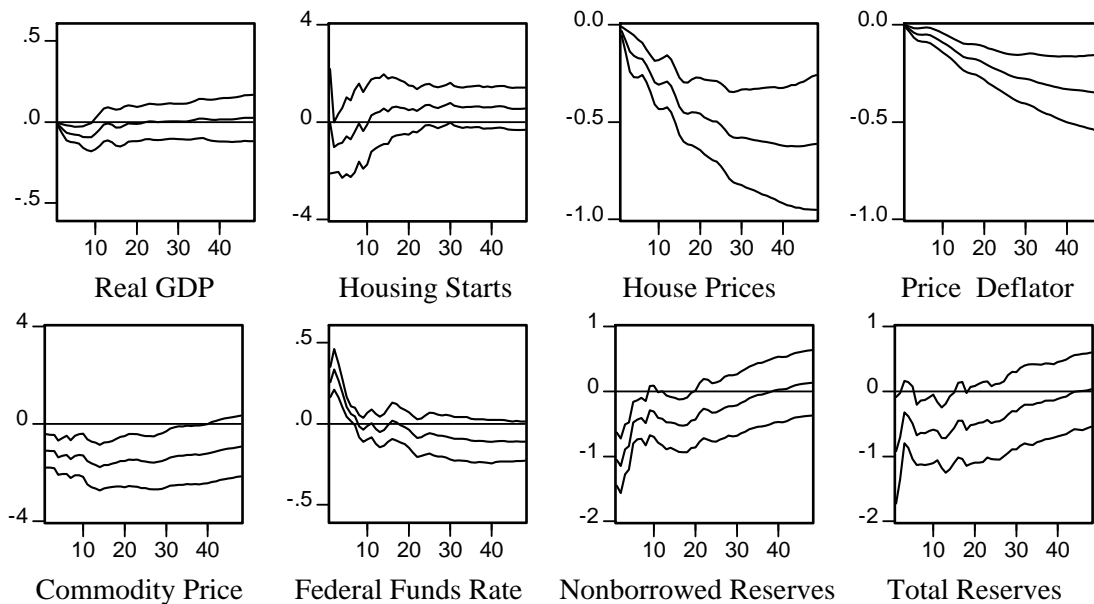 .5
0.0
-.5
10 20 30 40
Real GDP
4
0
-4
10 20 30 40
Housing Starts
0.0
-0.5
-1.0
10 20 30 40
House Prices
0.0
-0.5
-1.0
10 20 30 40
Price Deflator
4
0
-4
10 20 30 40
Commodity Price
.5
0.0
-.5
10 20 30 40
Federal Funds Rate
1
0
-1
-2
10 20 30 40
Nonborrowed Reserves
1
0
-1
-2
10 20 30 40
Total Reserves